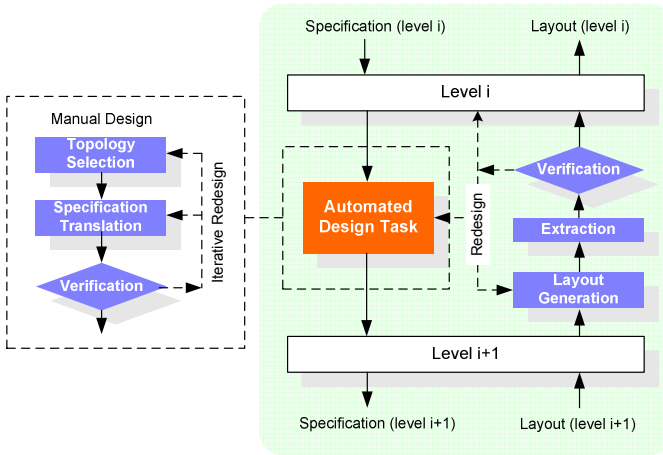 Specification (level i)
Layout (level i)
Level i
Manual Design
Topology
Selection
Specification
Translation
Verification
Iterative Redesign
Automated
Design Task
Redesign
Verification
Extraction
Layout
Generation
Level i+1
Specification (level i+1)
Layout (level i+1)